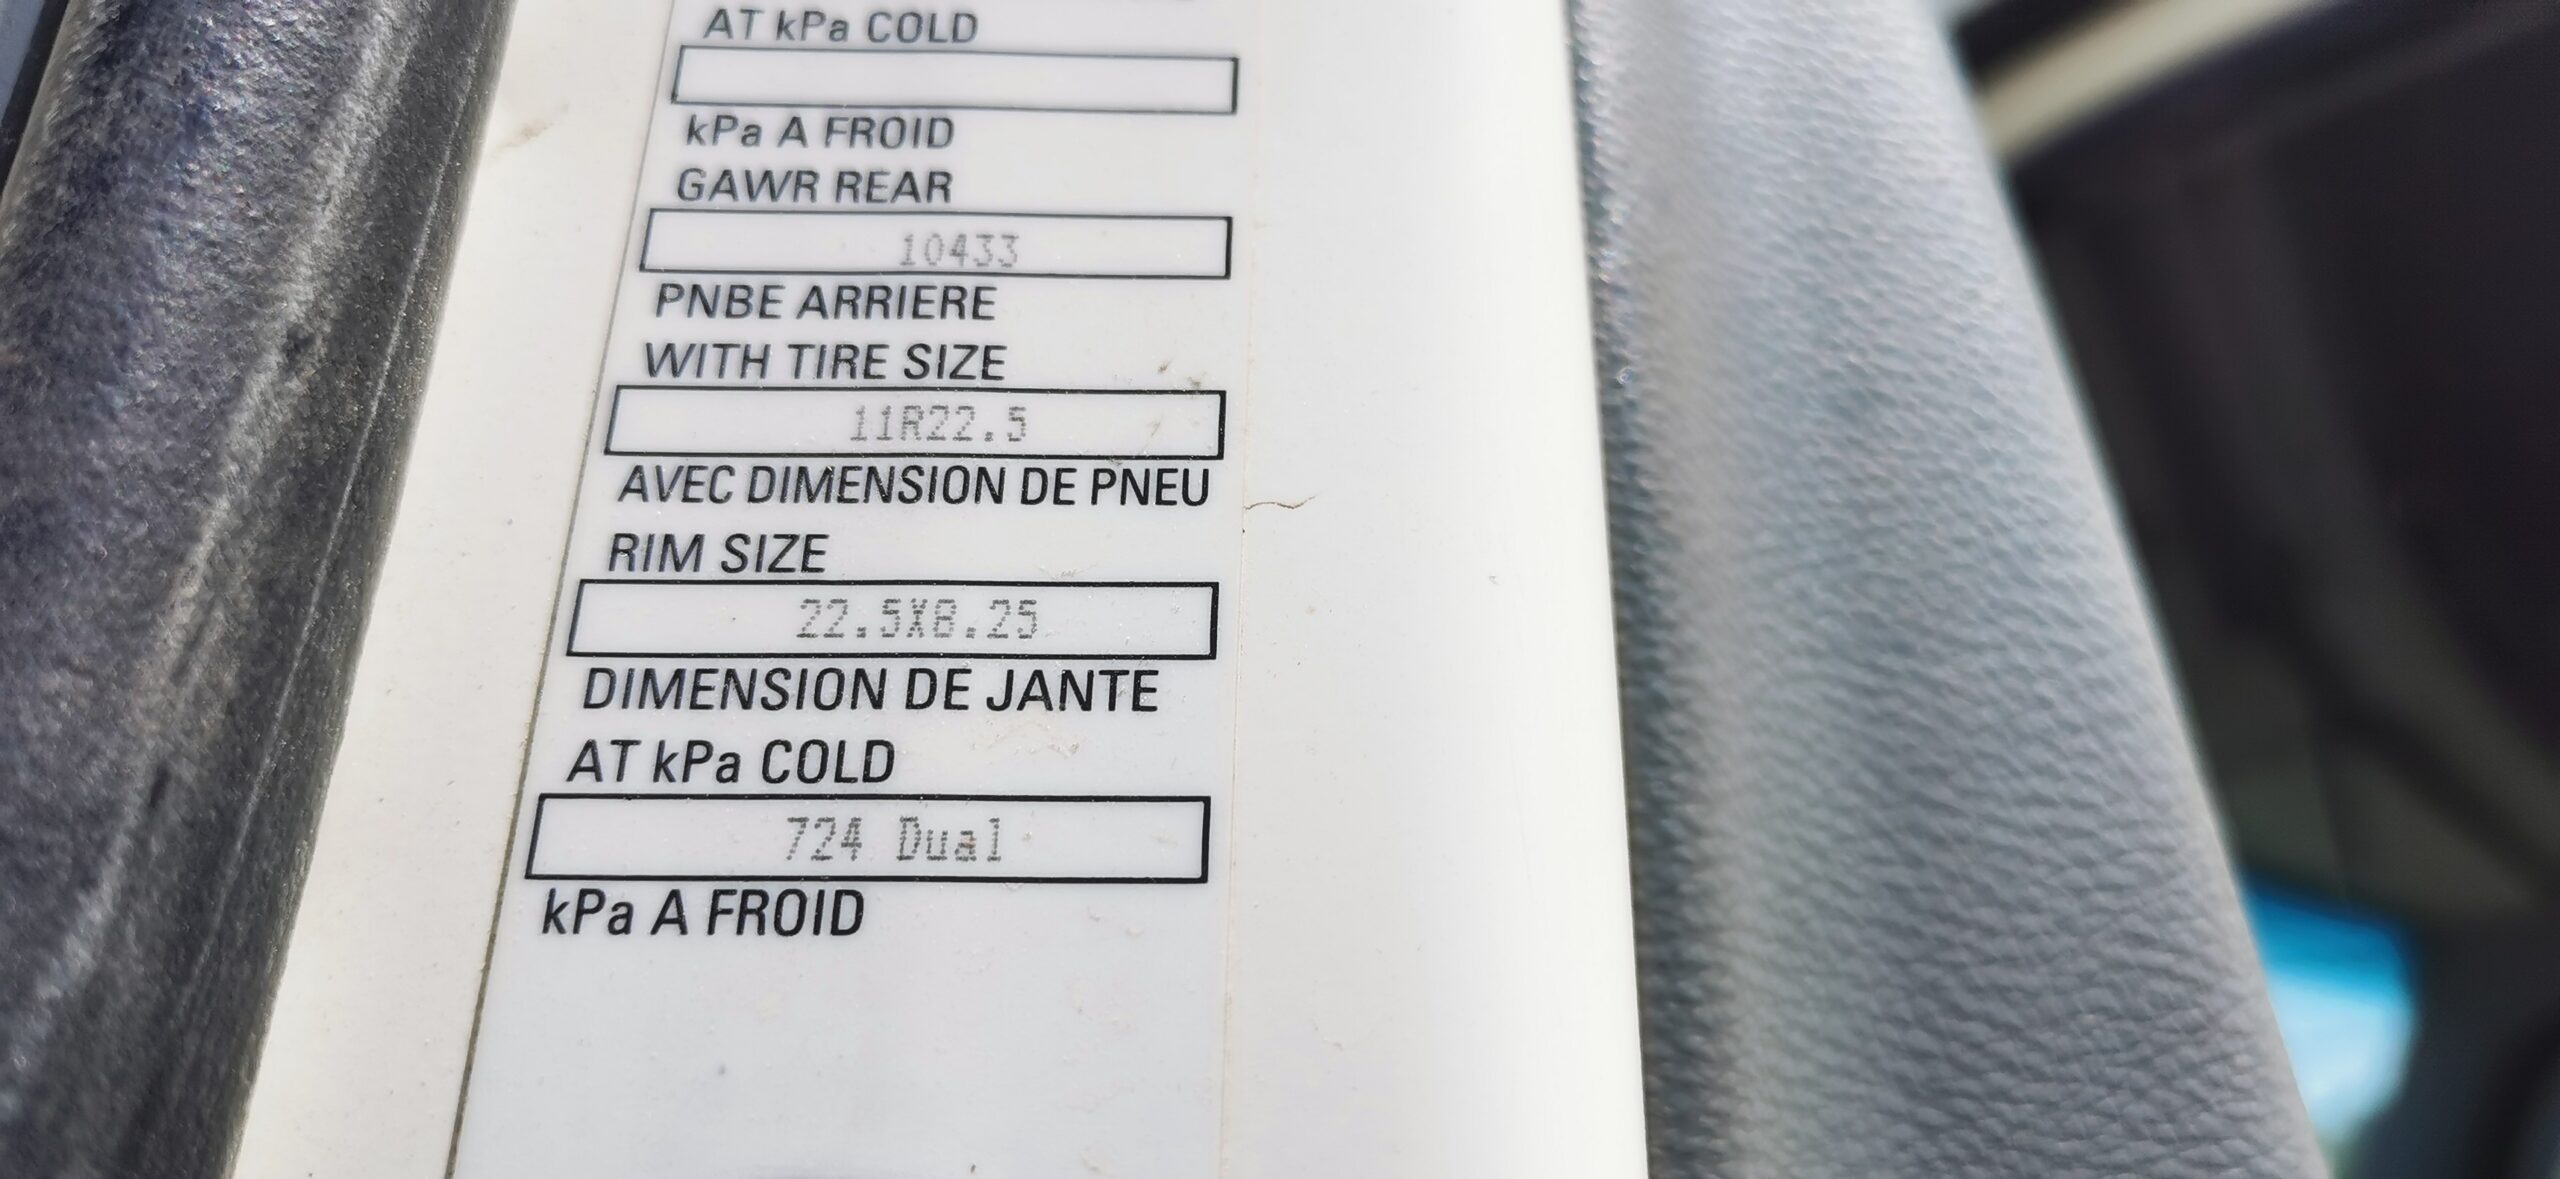 AT kPa COLD
kPa A FROID
GAWR REAR
10433
PNBE ARRIERE
WITH TIRE SIZE
11R22.5
AVEC DIMENSION DE PNEU
RIM SIZE
22.5X8.25
DIMENSION DE JANTE
AT kPa COLD
724 Dual
kPa A FROID